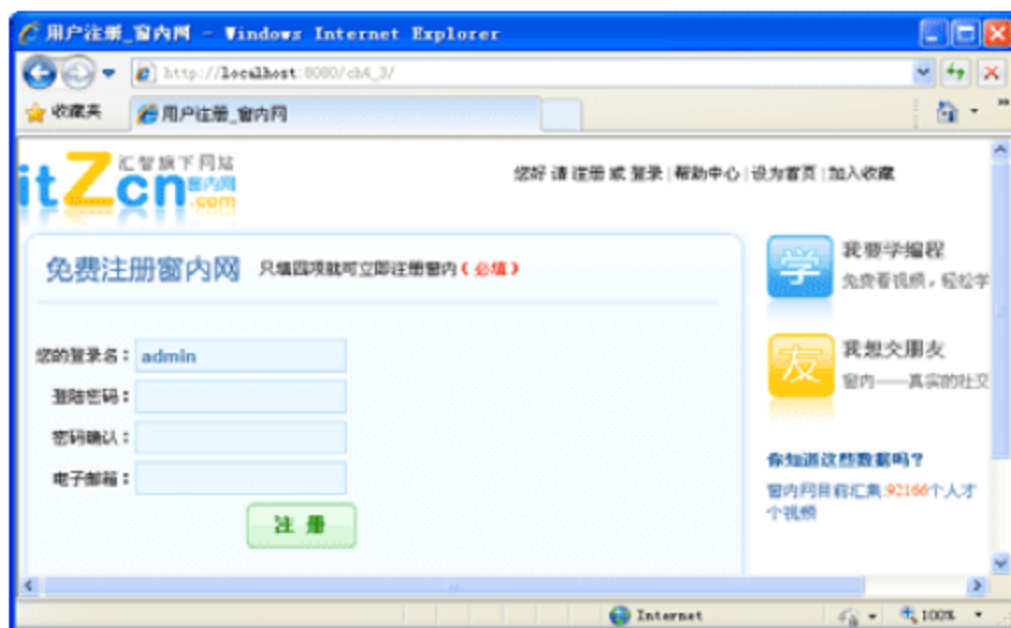 用户注册_窗内网 - Windows Internet Explorer
http://localhost:8080/ch4_3/
收藏夹
用户注册_窗内网
汇智旗下网站
itZcn窗内网
.com
您好 请 注册 或 登录 | 帮助中心 | 设为首页 | 加入收藏
免费注册窗内网 只填四项就可立即注册窗内(必填)
您的登录名: admin
登陆密码:
密码确认:
电子邮箱:
注 册
学
我要学编程
免费看视频,轻松学
友
我想交朋友
窗内——真实的社交
你知道这些数据吗?
窗内网目前汇集:92166个人才
个视频
Internet
100%